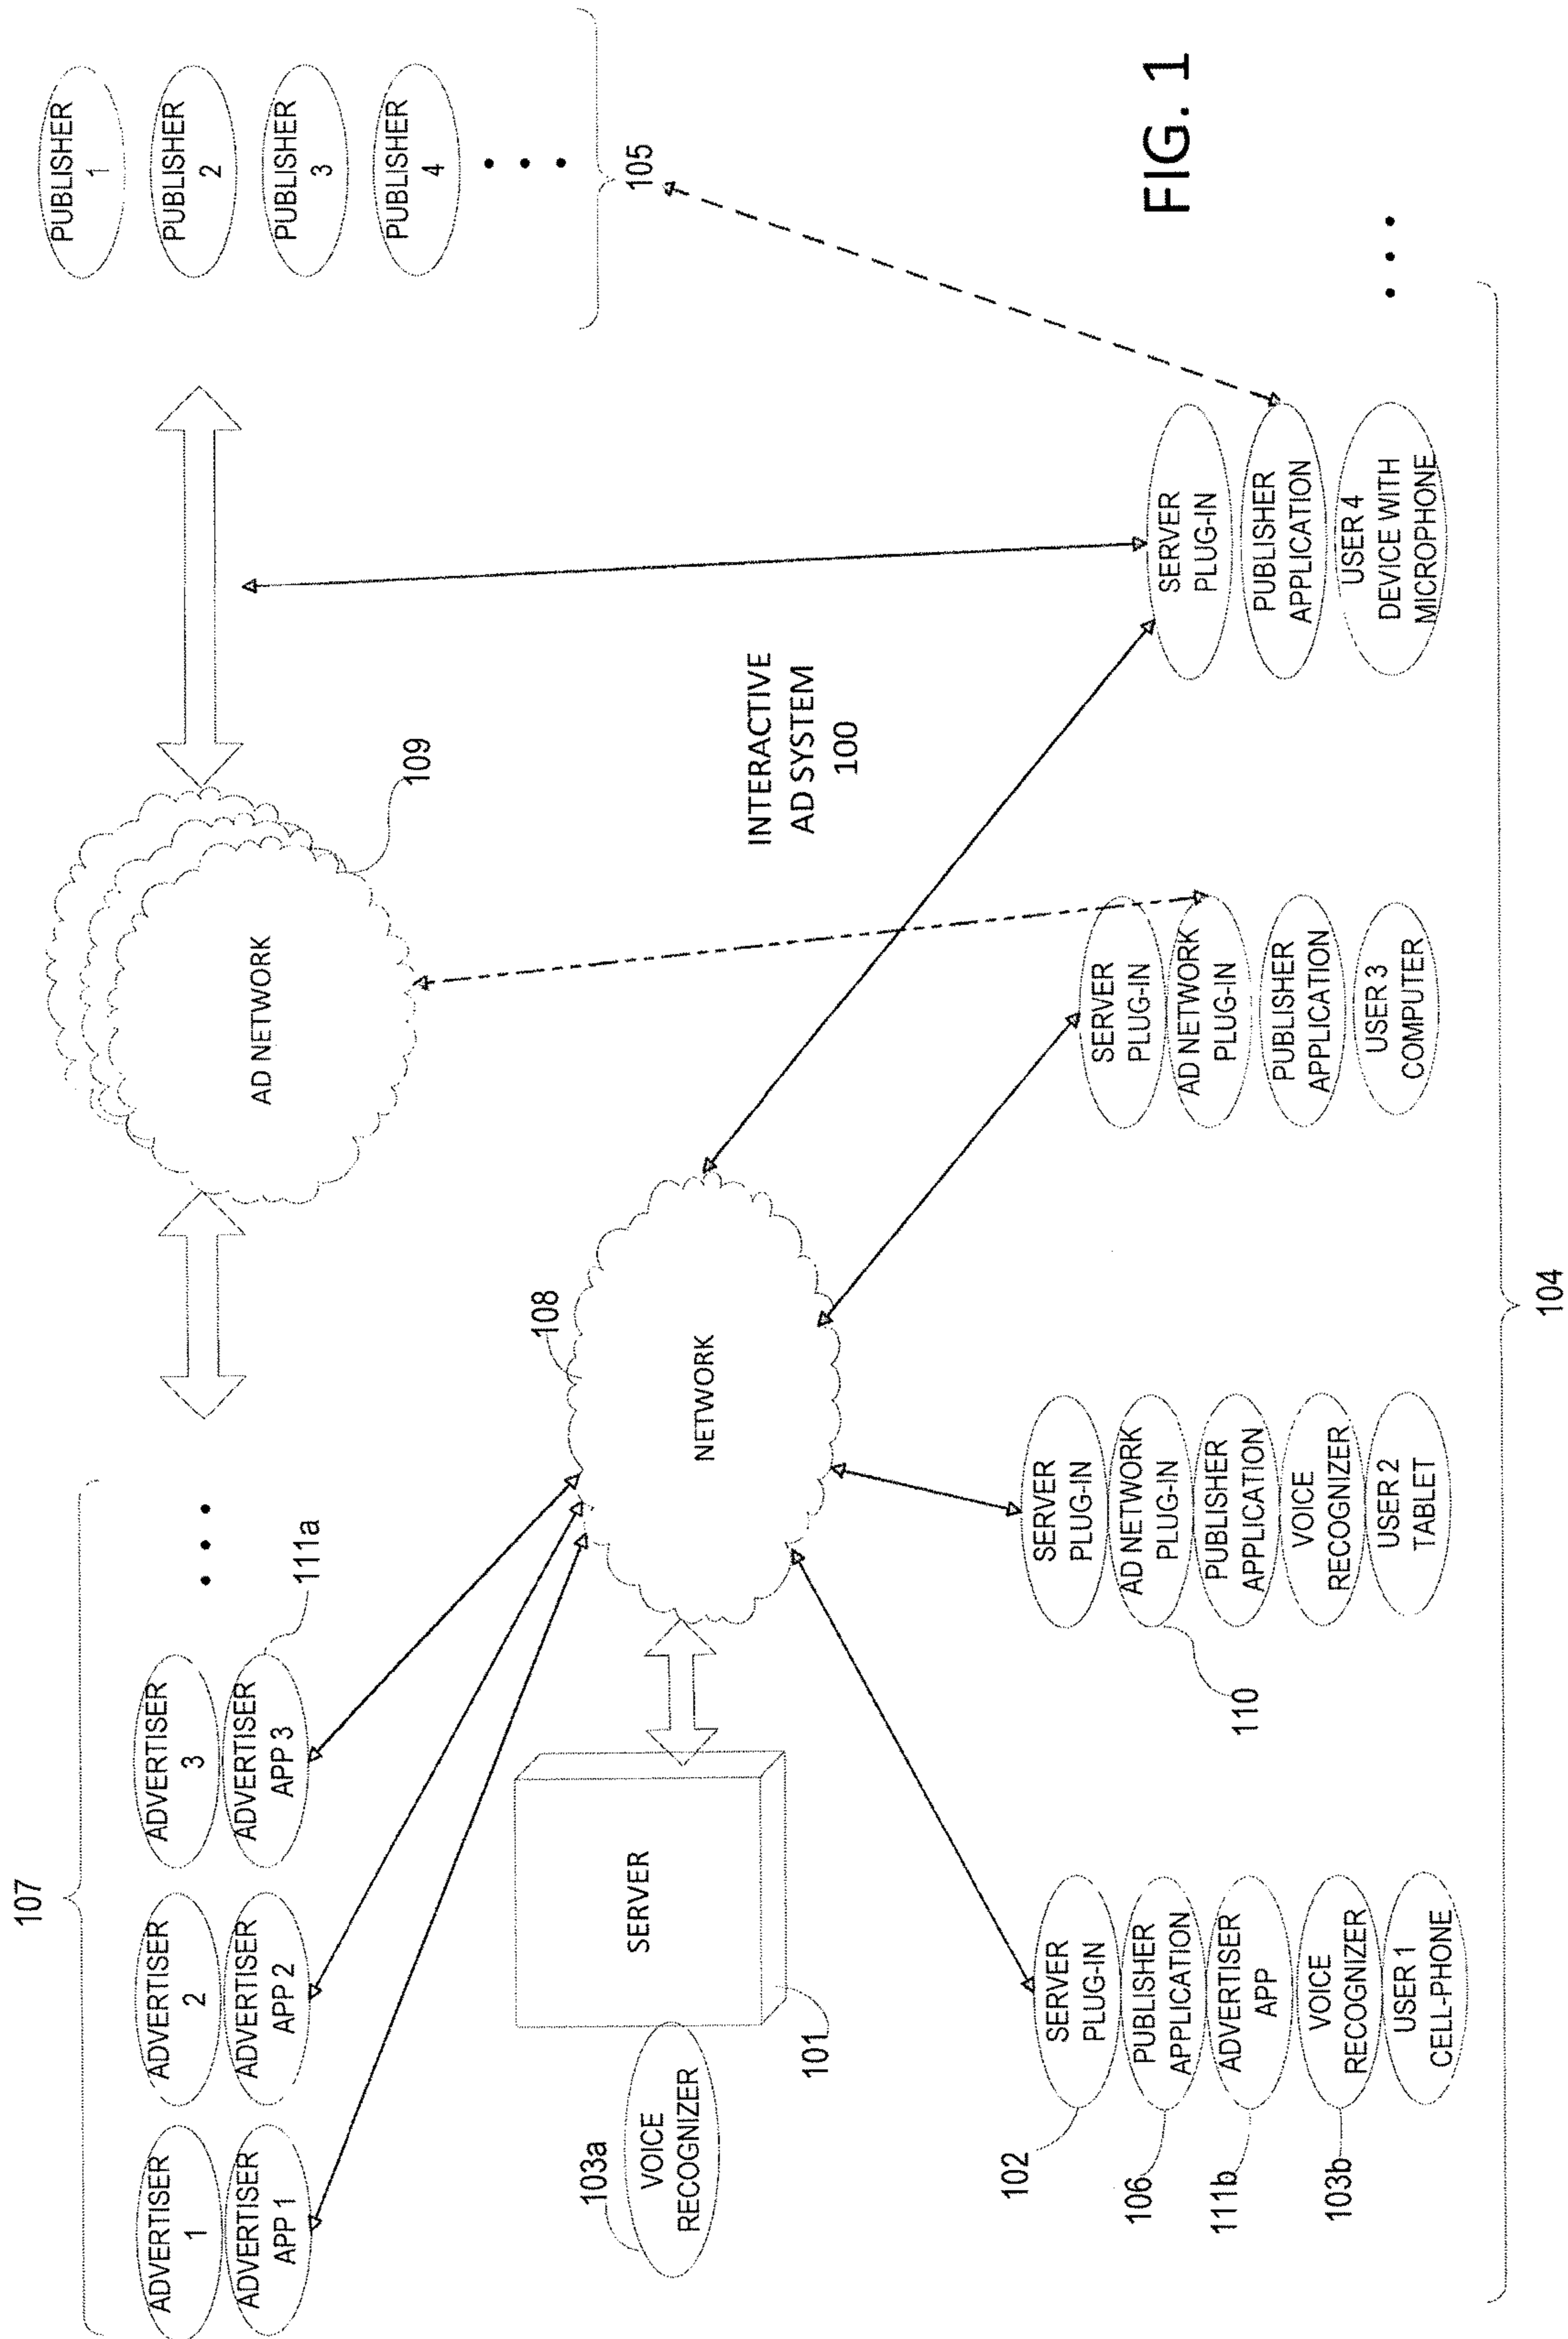 107
ADVERTISER
1
ADVERTISER
APP 1
ADVERTISER
2
ADVERTISER
APP 2
ADVERTISER
3
ADVERTISER
APP 3
111a
AD NETWORK
109
PUBLISHER
1
PUBLISHER
2
PUBLISHER
3
PUBLISHER
4
105
103a
VOICE
RECOGNIZER
SERVER
101
108
NETWORK
INTERACTIVE
AD SYSTEM
100
102
106
111b
103b
SERVER
PLUG-IN
PUBLISHER
APPLICATION
ADVERTISER
APP
VOICE
RECOGNIZER
USER 1
CELL-PHONE
110
SERVER
PLUG-IN
AD NETWORK
PLUG-IN
PUBLISHER
APPLICATION
VOICE
RECOGNIZER
USER 2
TABLET
SERVER
PLUG-IN
AD NETWORK
PLUG-IN
PUBLISHER
APPLICATION
USER 3
COMPUTER
SERVER
PLUG-IN
PUBLISHER
APPLICATION
USER 4
DEVICE WITH
MICROPHONE
104
FIG. 1